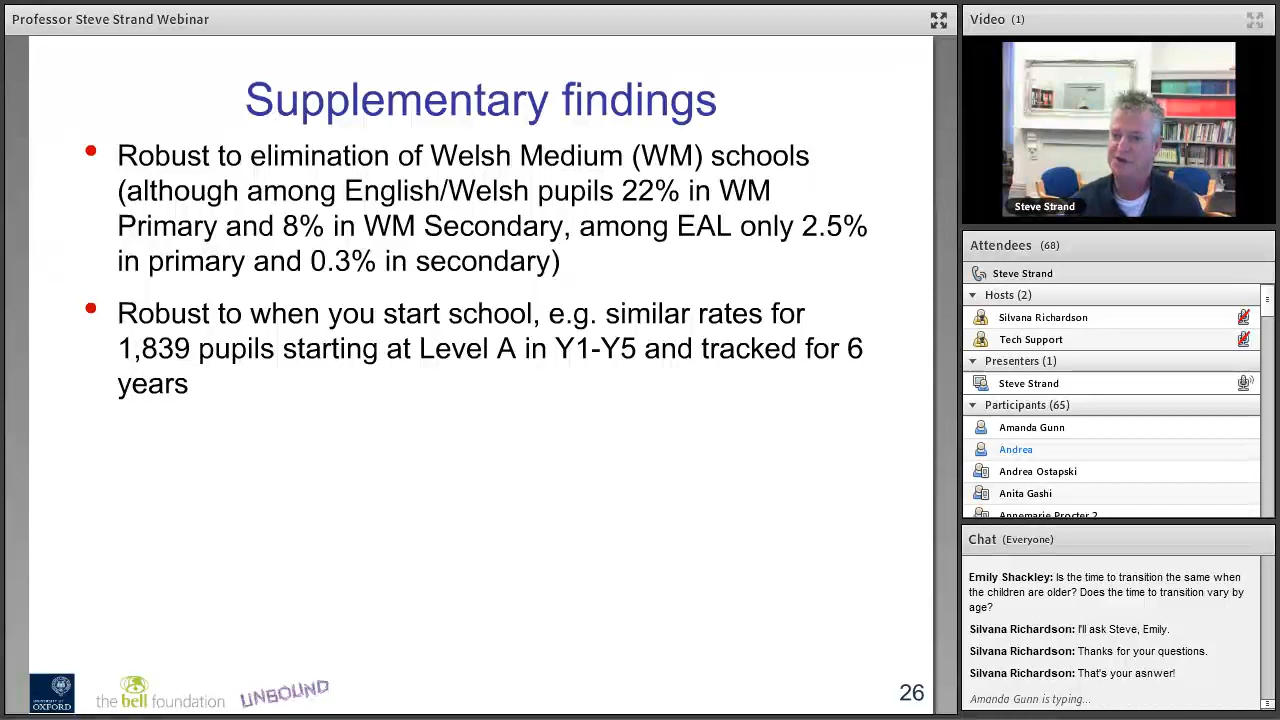 Professor Steve Strand Webinar
Supplementary findings
• Robust to elimination of Welsh Medium (WM) schools
(although among English/Welsh pupils 22% in WM
Primary and 8% in WM Secondary, among EAL only 2.5%
in primary and 0.3% in secondary)
• Robust to when you start school, e.g. similar rates for
1,839 pupils starting at Level A in Y1-Y5 and tracked for 6
years
UNIVERSITY OF
OXFORD
the bell foundation
UNBOUND
26
Video (1)
Steve Strand
Attendees (68)
Steve Strand
Hosts (2)
Silvana Richardson
Tech Support
Presenters (1)
Steve Strand
Participants (65)
Amanda Gunn
Andrea
Andrea Ostapski
Anita Gashi
Annemarie Procter 2
Chat (Everyone)
Emily Shackley: Is the time to transition the same when
the children are older? Does the time to transition vary by
age?
Silvana Richardson: I'll ask Steve, Emily.
Silvana Richardson: Thanks for your questions.
Silvana Richardson: That's your asnwer!
Amanda Gunn is typing...